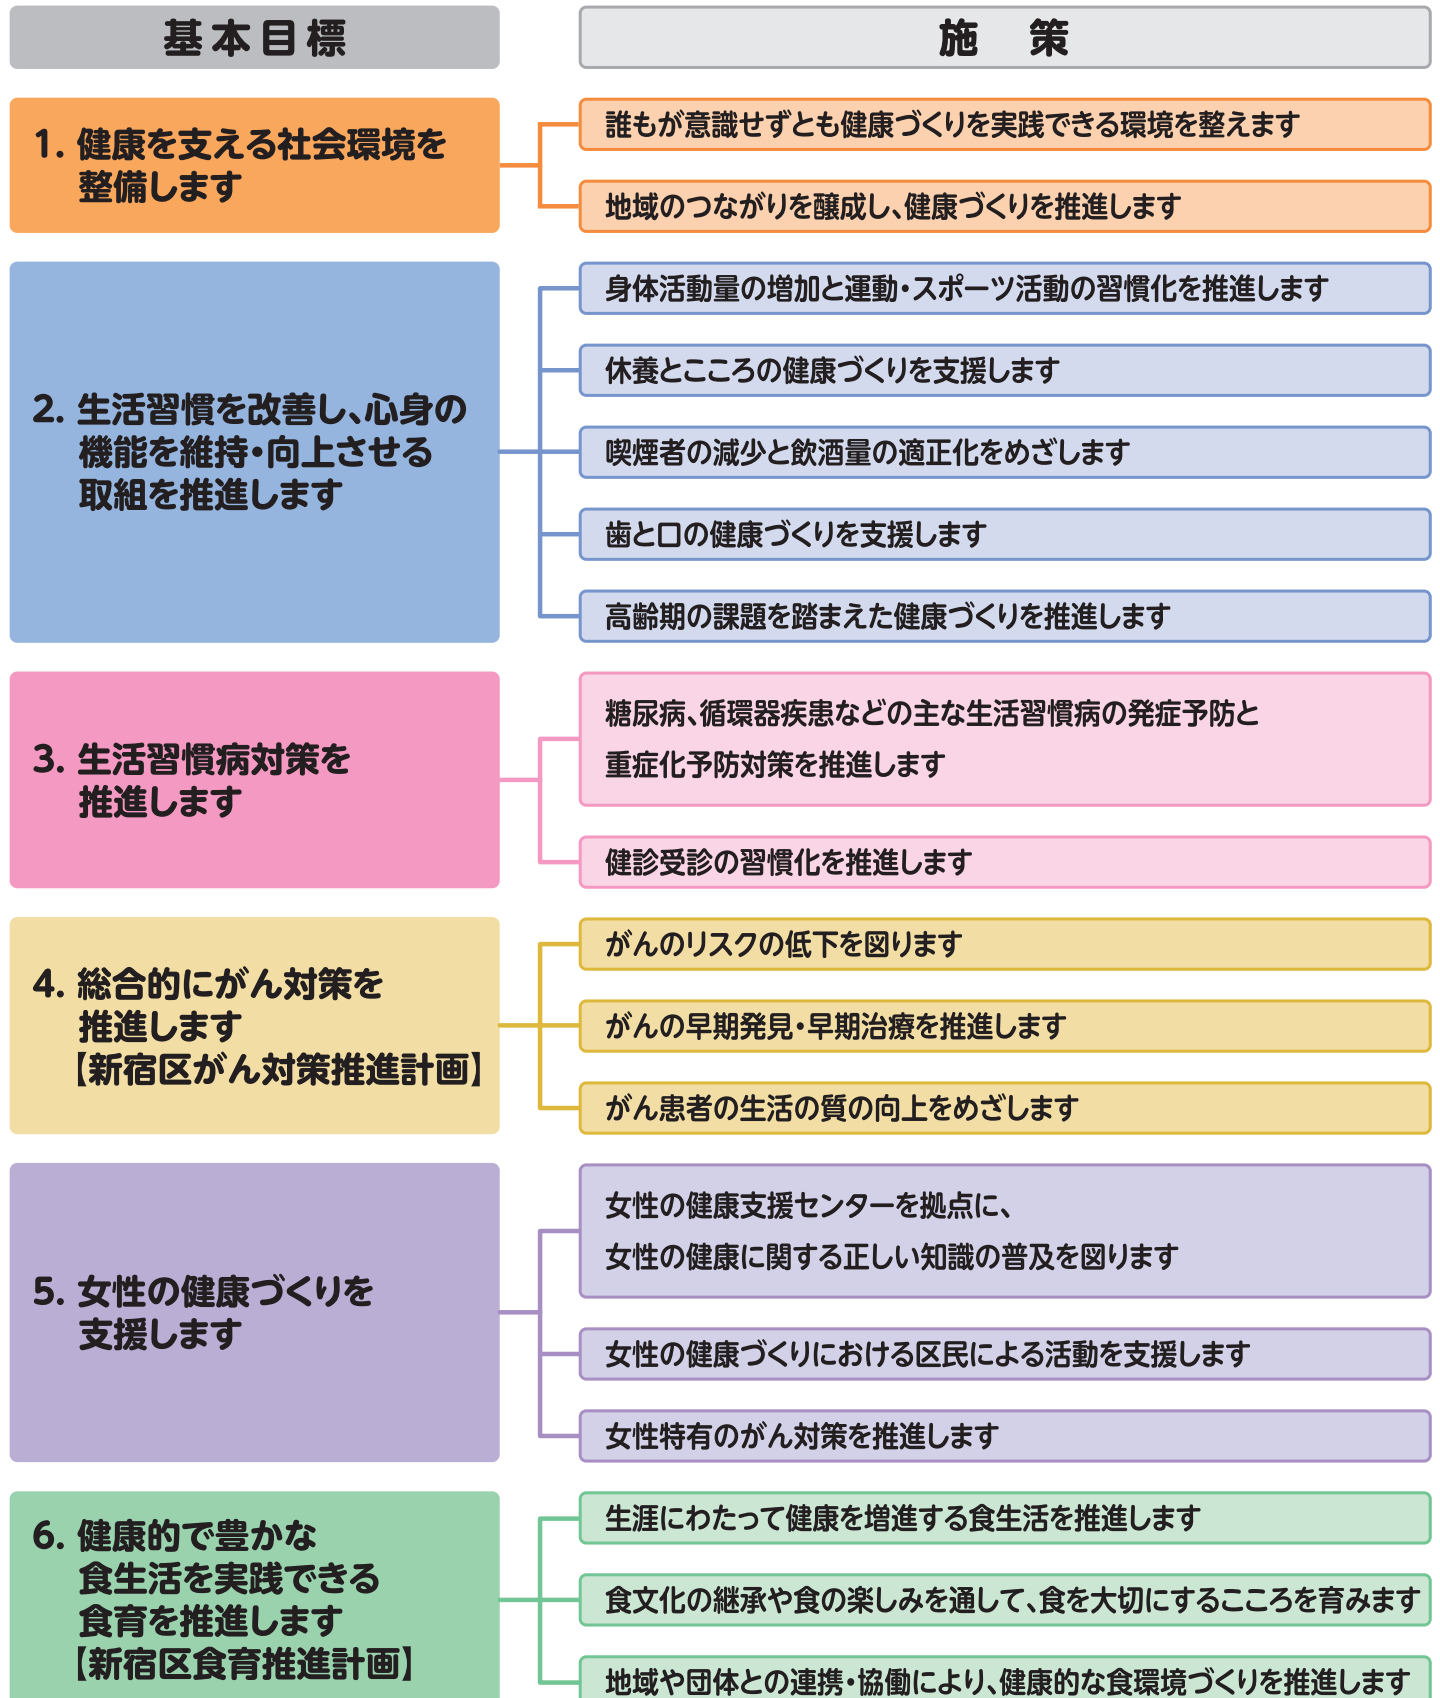 基本目標
施 策
1. 健康を支える社会環境を
整備します
誰もが意識せずとも健康づくりを実践できる環境を整えます
地域のつながりを醸成し、健康づくりを推進します
2. 生活習慣を改善し、心身の
機能を維持・向上させる
取組を推進します
身体活動量の増加と運動・スポーツ活動の習慣化を推進します
休養とこころの健康づくりを支援します
喫煙者の減少と飲酒量の適正化をめざします
歯と口の健康づくりを支援します
高齢期の課題を踏まえた健康づくりを推進します
3. 生活習慣病対策を
推進します
糖尿病、循環器疾患などの主な生活習慣病の発症予防と
重症化予防対策を推進します
健診受診の習慣化を推進します
4. 総合的にがん対策を
推進します
【新宿区がん対策推進計画】
がんのリスクの低下を図ります
がんの早期発見・早期治療を推進します
がん患者の生活の質の向上をめざします
5. 女性の健康づくりを
支援します
女性の健康支援センターを拠点に、
女性の健康に関する正しい知識の普及を図ります
女性の健康づくりにおける区民による活動を支援します
女性特有のがん対策を推進します
6. 健康的で豊かな
食生活を実践できる
食育を推進します
【新宿区食育推進計画】
生涯にわたって健康を増進する食生活を推進します
食文化の継承や食の楽しみを通して、食を大切にするこころを育みます
地域や団体との連携・協働により、健康的な食環境づくりを推進します